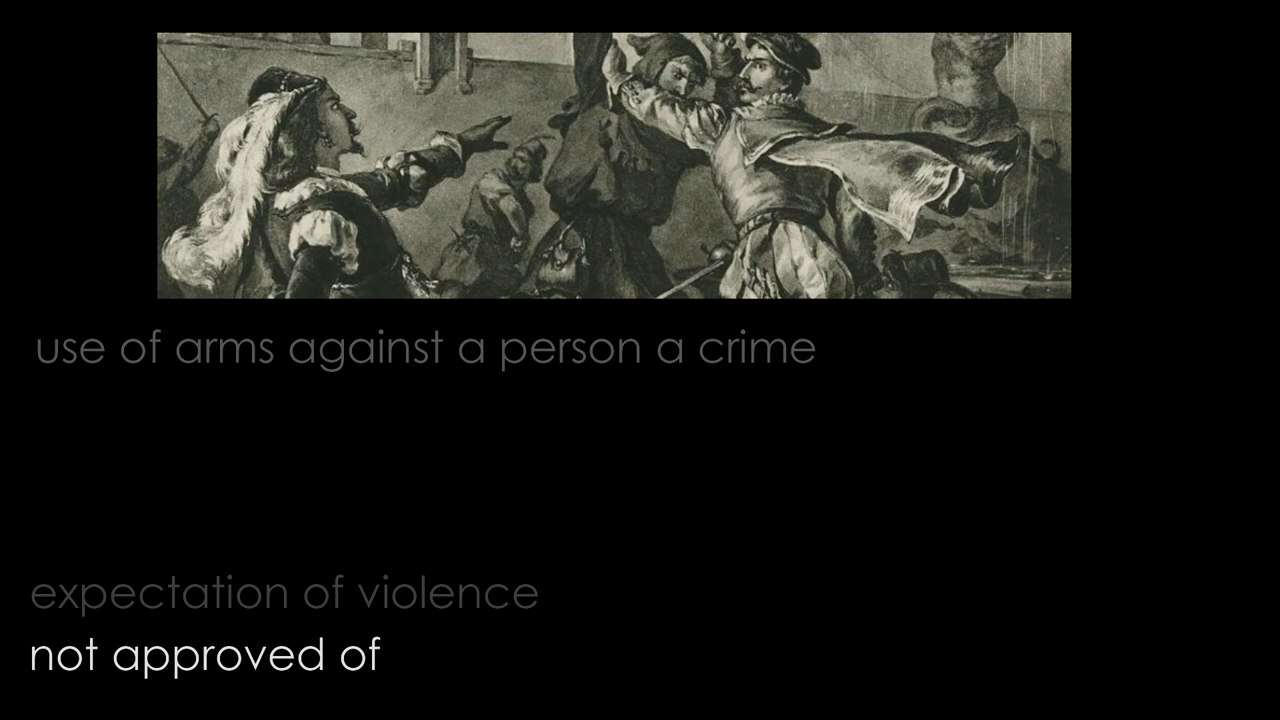 use of arms against a person a crime
expectation of violence
not approved of